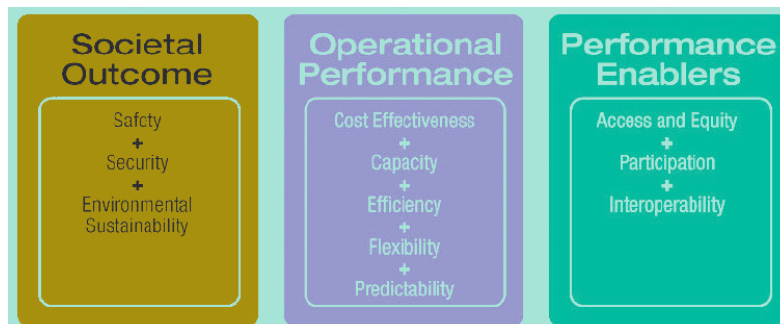 Societal
Outcome
Safety
+
Security
+
Environmental
Sustainability
Operational
Performance
Cost Effectiveness
+
Capacity
+
Efficiency
+
Flexibility
+
Predictability
Performance
Enablers
Access and Equity
+
Participation
+
Interoperability